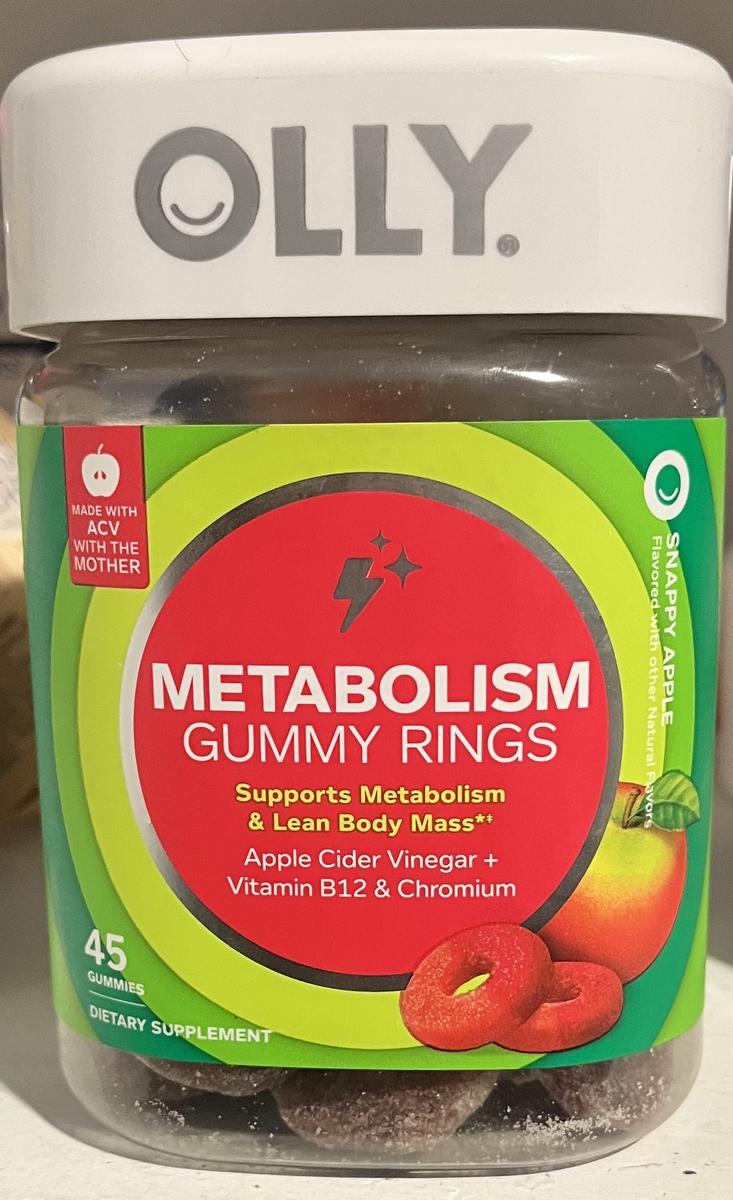 OLLY®
MADE WITH
ACV
WITH THE
MOTHER
SNAPPY APPLE
Flavored with other Natural Flavors
METABOLISM
GUMMY RINGS
Supports Metabolism
& Lean Body Mass*‡
Apple Cider Vinegar +
Vitamin B12 & Chromium
45
GUMMIES
DIETARY SUPPLEMENT